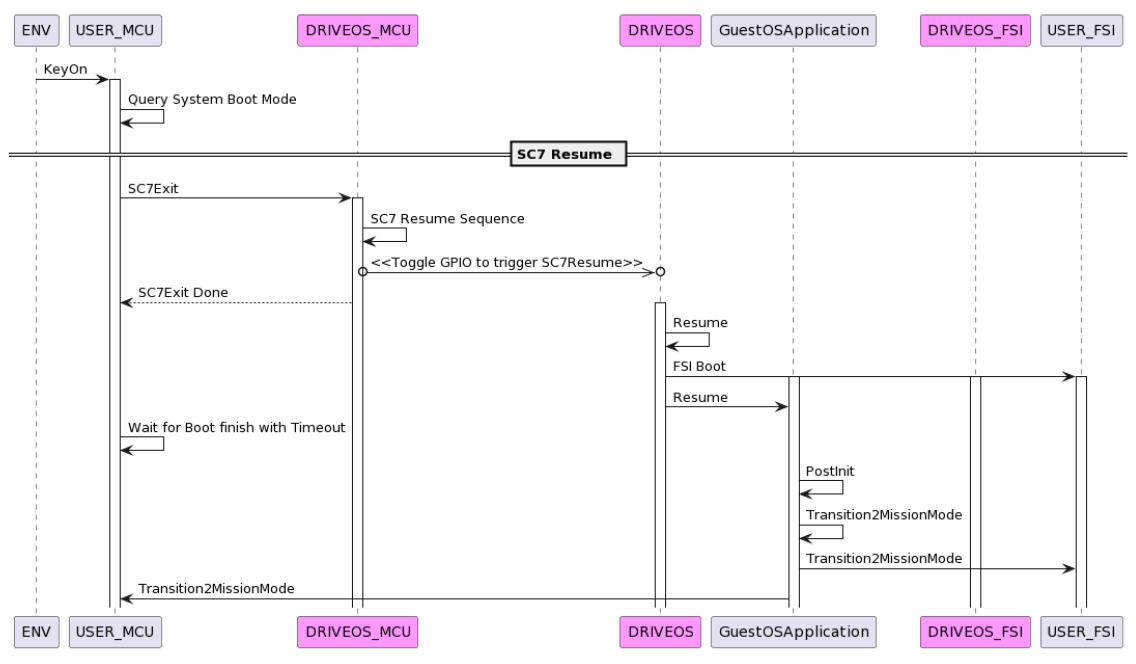 ENV USER_MCU DRIVEOS_MCU DRIVEOS GuestOSApplication DRIVEOS_FSI USER_FSI
KeyOn
Query System Boot Mode
SC7 Resume
SC7Exit
SC7 Resume Sequence
<<Toggle GPIO to trigger SC7Resume>>
SC7Exit Done
Resume
FSI Boot
Resume
Wait for Boot finish with Timeout
PostInit
Transition2MissionMode
Transition2MissionMode
Transition2MissionMode
ENV USER_MCU DRIVEOS_MCU DRIVEOS GuestOSApplication DRIVEOS_FSI USER_FSI